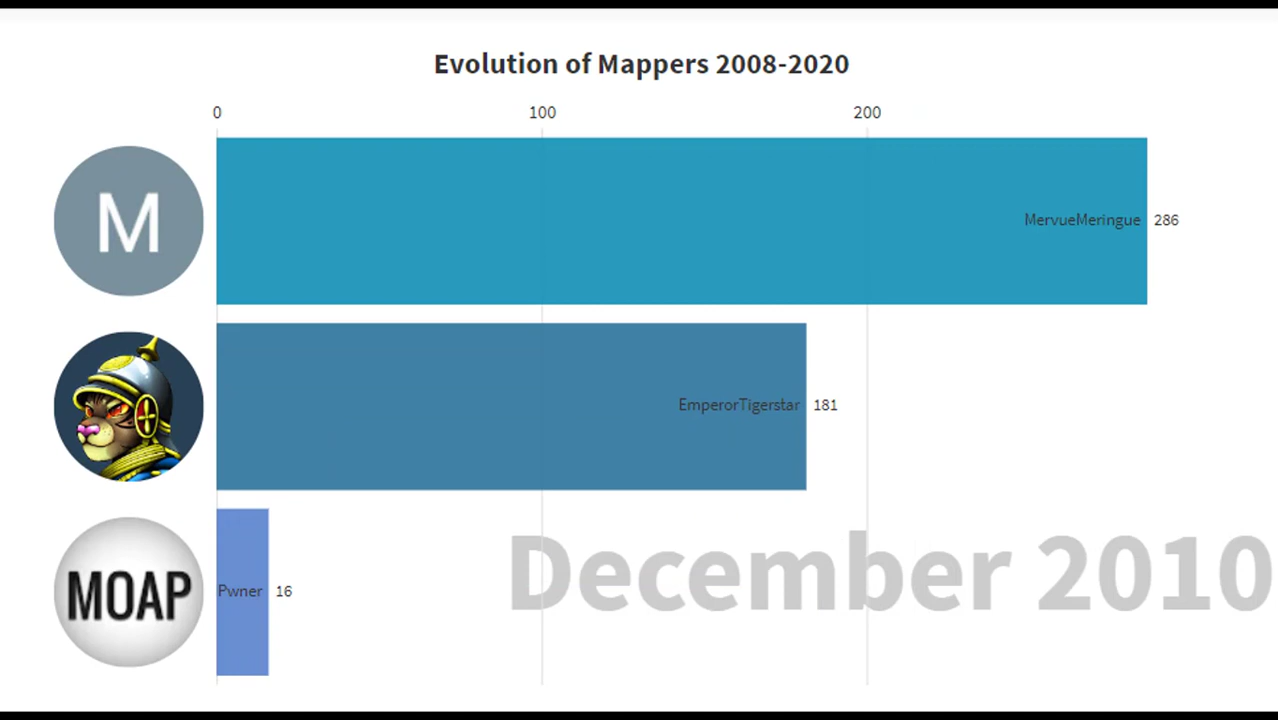 Evolution of Mappers 2008-2020
0 100 200
M
MervueMeringue 286
EmperorTigerstar 181
MOAP
Pwner 16
December 2010